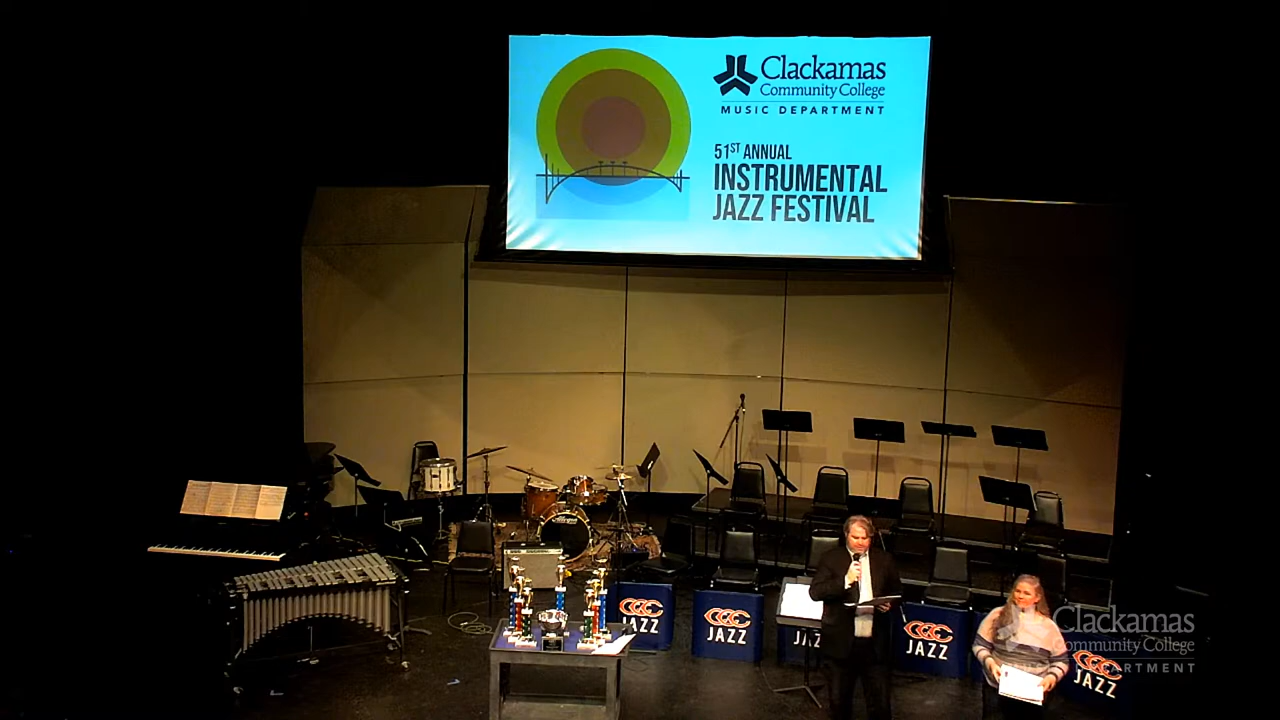 Clackamas
Community College
MUSIC DEPARTMENT
51ST ANNUAL
INSTRUMENTAL
JAZZ FESTIVAL
CCC
JAZZ
CCC
JAZZ
JAZZ
CCC
JAZZ
CCC
JAZZ
Clackamas
Community College
MUSIC DEPARTMENT